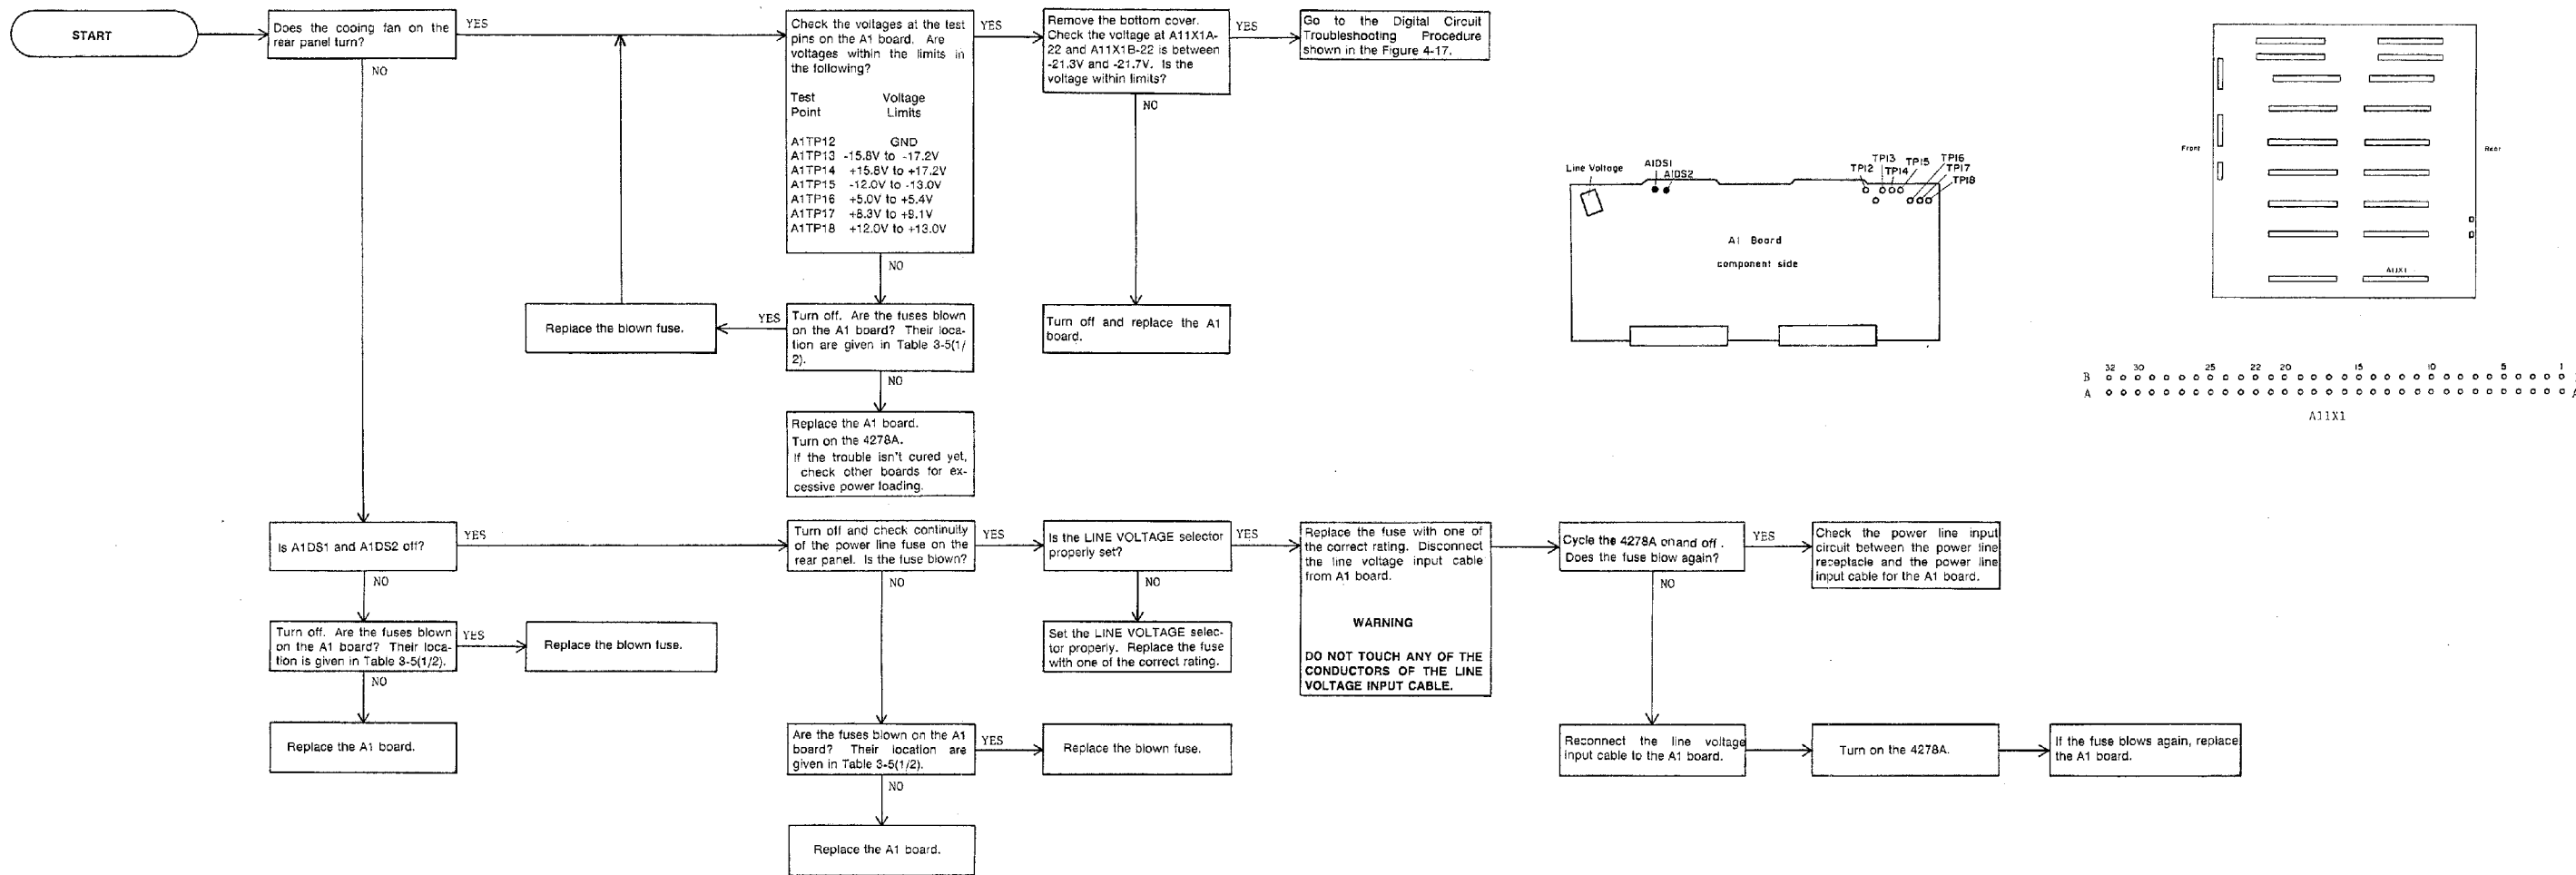 START
Does the cooing fan on the
rear panel turn?
YES
NO
Check the voltages at the test
pins on the A1 board. Are
voltages within the limits in
the following?
Test Voltage
Point Limits
A1TP12 GND
A1TP13 -15.8V to -17.2V
A1TP14 +15.8V to +17.2V
A1TP15 -12.0V to -13.0V
A1TP16 +5.0V to +5.4V
A1TP17 +8.3V to +9.1V
A1TP18 +12.0V to +13.0V
YES
NO
Remove the bottom cover.
Check the voltage at A11X1A-
22 and A11X1B-22 is between
-21.3V and -21.7V. Is the
voltage within limits?
YES
NO
Go to the Digital Circuit
Troubleshooting Procedure
shown in the Figure 4-17.
Replace the blown fuse.
YES
Turn off. Are the fuses blown
on the A1 board? Their loca-
tion are given in Table 3-5(1/
2).
NO
Turn off and replace the A1
board.
Replace the A1 board.
Turn on the 4278A.
If the trouble isn't cured yet,
check other boards for ex-
cessive power loading.
Line Voltage
A1DS1
A1DS2
TP12
TP13
TP14
TP15
TP16
TP17
TP18
A1 Board
component side
Front
Rear
A11X1
32 30 25 22 20 15 10 5 1
B
A A
A11X1
Is A1DS1 and A1DS2 off?
YES
NO
Turn off and check continuity
of the power line fuse on the
rear panel. Is the fuse blown?
YES
NO
Is the LINE VOLTAGE selector
properly set?
YES
NO
Replace the fuse with one of
the correct rating. Disconnect
the line voltage input cable
from A1 board.
WARNING
DO NOT TOUCH ANY OF THE
CONDUCTORS OF THE LINE
VOLTAGE INPUT CABLE.
Cycle the 4278A on and off .
Does the fuse blow again?
YES
NO
Check the power line input
circuit between the power line
receptacle and the power line
input cable for the A1 board.
Turn off. Are the fuses blown
on the A1 board? Their loca-
tion is given in Table 3-5(1/2).
YES
NO
Replace the blown fuse.
Set the LINE VOLTAGE selec-
tor properly. Replace the fuse
with one of the correct rating.
Replace the A1 board.
Are the fuses blown on the A1
board? Their location are
given in Table 3-5(1/2).
YES
NO
Replace the blown fuse.
Reconnect the line voltage
input cable to the A1 board.
Turn on the 4278A.
If the fuse blows again, replace
the A1 board.
Replace the A1 board.